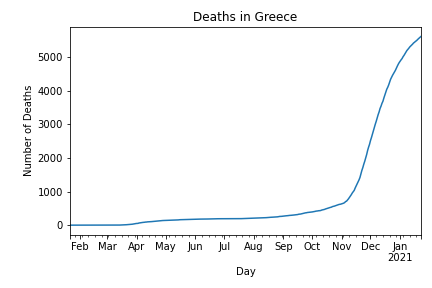 Deaths in Greece
Number of Deaths
5000
4000
3000
2000
1000
0
Feb Mar Apr May Jun Jul Aug Sep Oct Nov Dec Jan
2021
Day